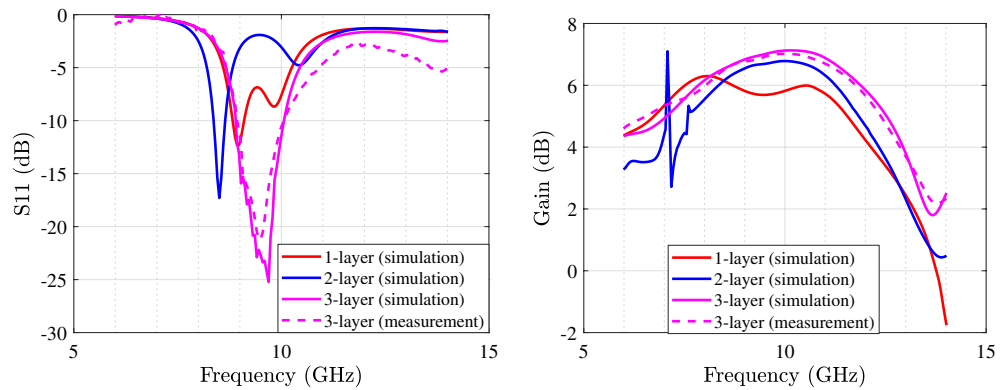 0
-5
-10
-15
-20
-25
-30
S11 (dB)
5
10
15
Frequency (GHz)
1-layer (simulation)
2-layer (simulation)
3-layer (simulation)
3-layer (measurement)
8
6
4
2
0
-2
Gain (dB)
5
10
15
Frequency (GHz)
1-layer (simulation)
2-layer (simulation)
3-layer (simulation)
3-layer (measurement)